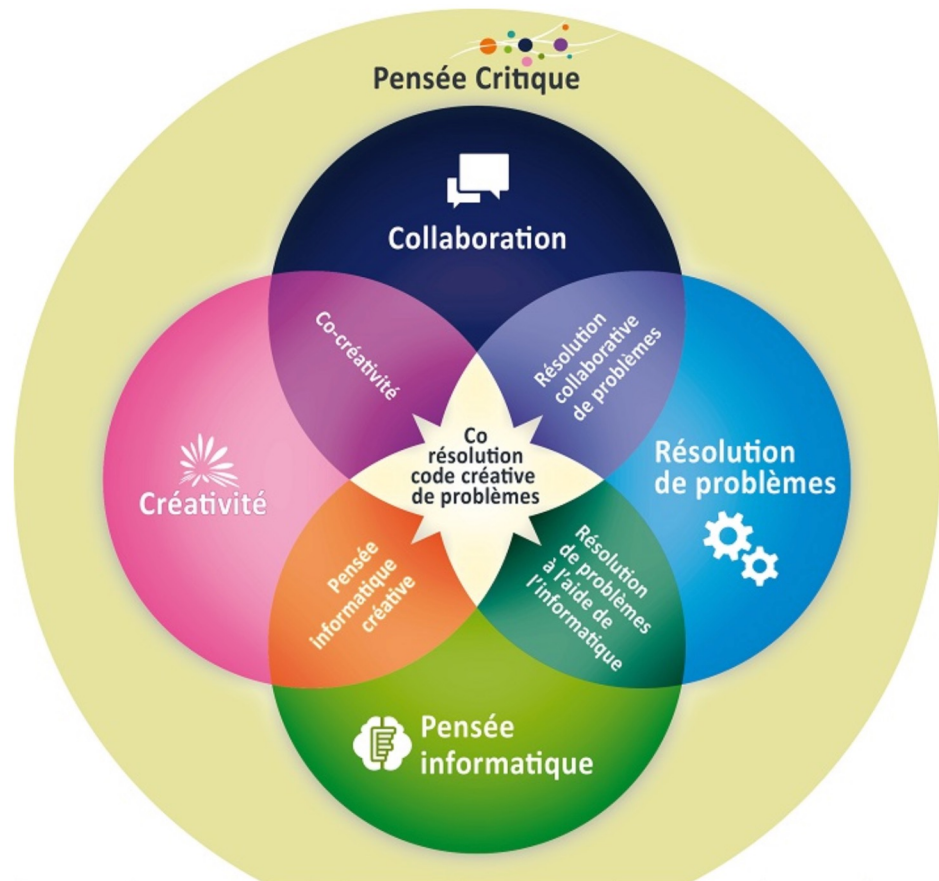 Pensée Critique
Collaboration
Co-créativité
Résolution
collaborative
de problèmes
Co
résolution
code créative
de problèmes
Créativité
Résolution
de problèmes
Pensée
informatique
créative
Résolution
de problèmes
à l'aide de
l'informatique
Pensée
informatique